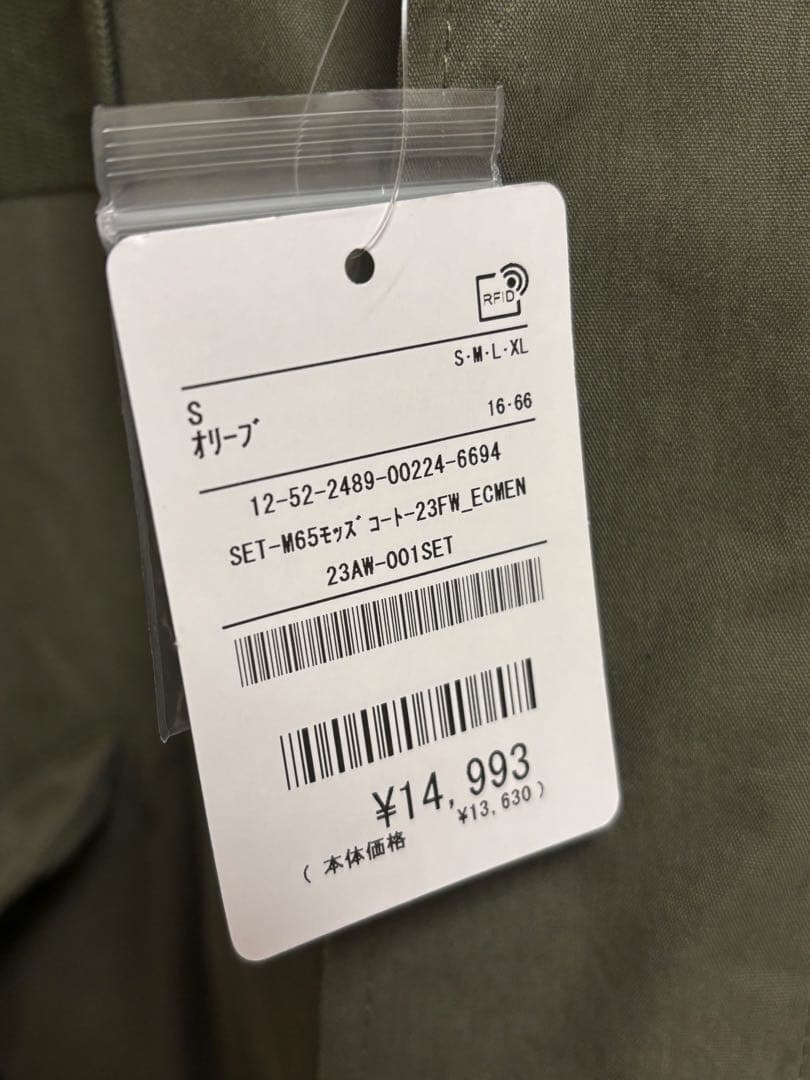 RFID
S・M・L・XL
S
オリーブ
16・66
12-52-2489-00224-6694
SET-M65モッズコート-23FW_ECMEN
23AW-001SET
¥14,993
(本体価格 ¥13,630)